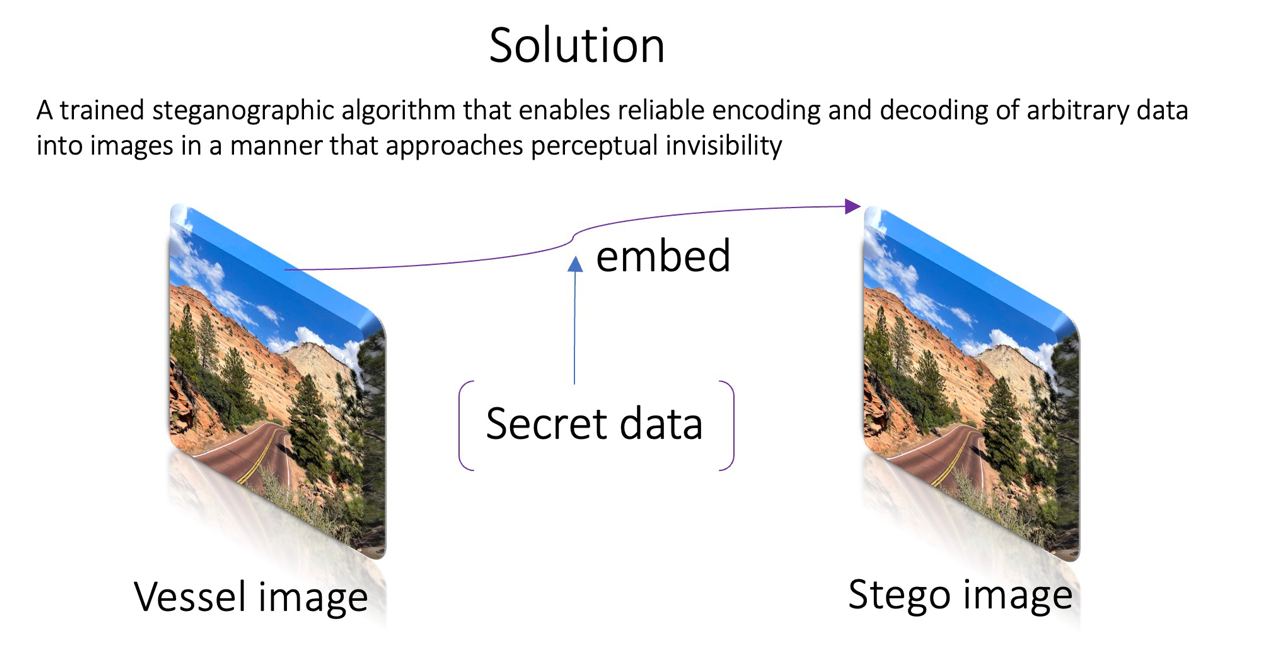 Solution
A trained steganographic algorithm that enables reliable encoding and decoding of arbitrary data
into images in a manner that approaches perceptual invisibility
embed
Secret data
Vessel image
Stego image